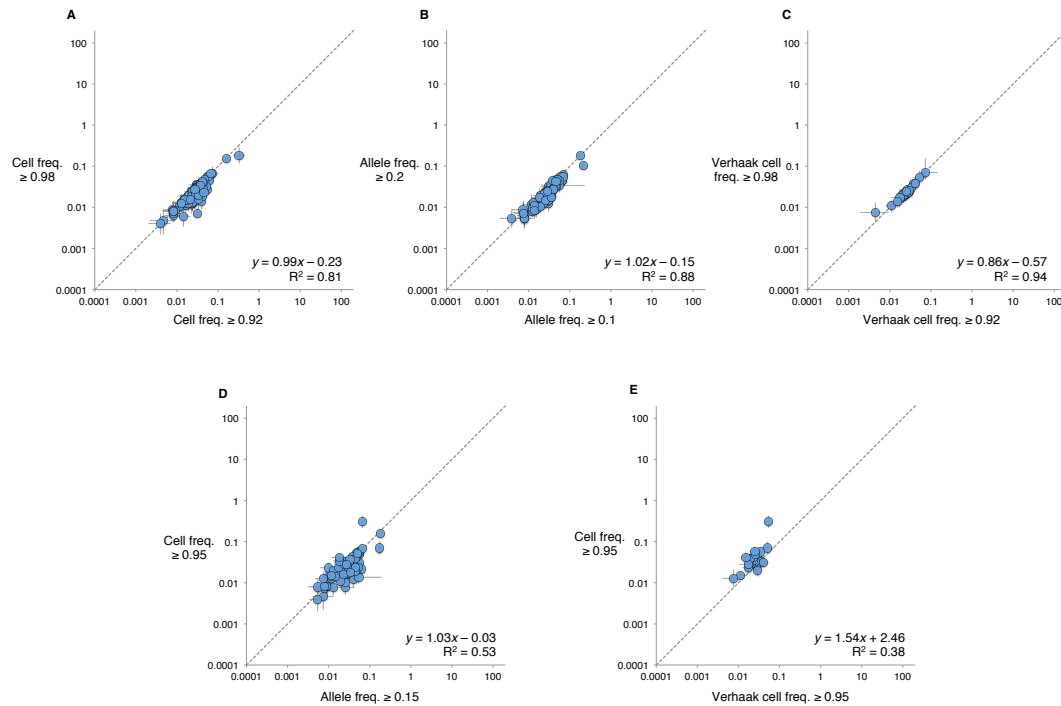 A
100
10
1
0.1
0.01
0.001
0.0001
Cell freq.
≥ 0.98
y = 0.99x – 0.23
R² = 0.81
0.0001 0.001 0.01 0.1 1 10 100
Cell freq. ≥ 0.92
B
100
10
1
0.1
0.01
0.001
0.0001
Allele freq.
≥ 0.2
y = 1.02x – 0.15
R² = 0.88
0.0001 0.001 0.01 0.1 1 10 100
Allele freq. ≥ 0.1
C
100
10
1
0.1
0.01
0.001
0.0001
Verhaak cell
freq. ≥ 0.98
y = 0.86x – 0.57
R² = 0.94
0.0001 0.001 0.01 0.1 1 10 100
Verhaak cell freq. ≥ 0.92
D
100
10
1
0.1
0.01
0.001
0.0001
Cell freq.
≥ 0.95
y = 1.03x – 0.03
R² = 0.53
0.0001 0.001 0.01 0.1 1 10 100
Allele freq. ≥ 0.15
E
100
10
1
0.1
0.01
0.001
0.0001
Cell freq.
≥ 0.95
y = 1.54x + 2.46
R² = 0.38
0.0001 0.001 0.01 0.1 1 10 100
Verhaak cell freq. ≥ 0.95